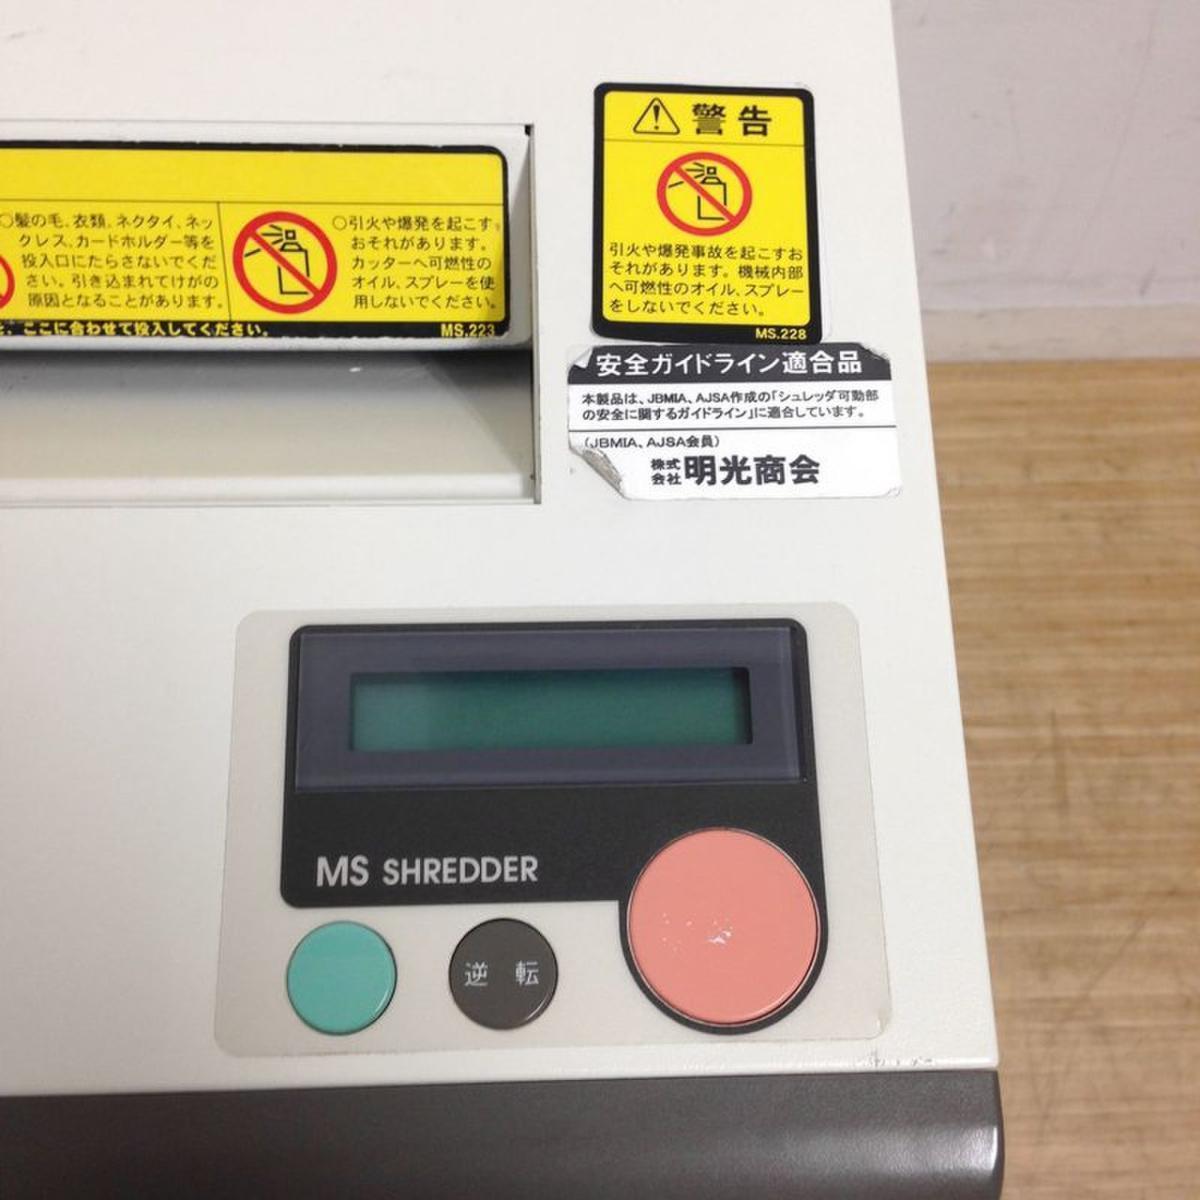 ○髪の毛、衣類、ネクタイ、ネッ
クレス、カードホルダー等を
投入口にたらさないでくだ
さい。引き込まれてけがの
原因となることがあります。
○引火や爆発を起こす
おそれがあります。
カッターへ可燃性の
オイル、スプレーを使
用しないでください。
ここに合わせて投入してください。
MS.223
警告
引火や爆発事故を起こすお
それがあります。機械内部
へ可燃性のオイル、スプレー
をしないでください。
MS.228
安全ガイドライン適合品
本製品は、JBMIA、AJSA作成の「シュレッダ可動部
の安全に関するガイドライン」に適合しています。
(JBMIA、AJSA会員)
株式会社 明光商会
MS SHREDDER
逆 転